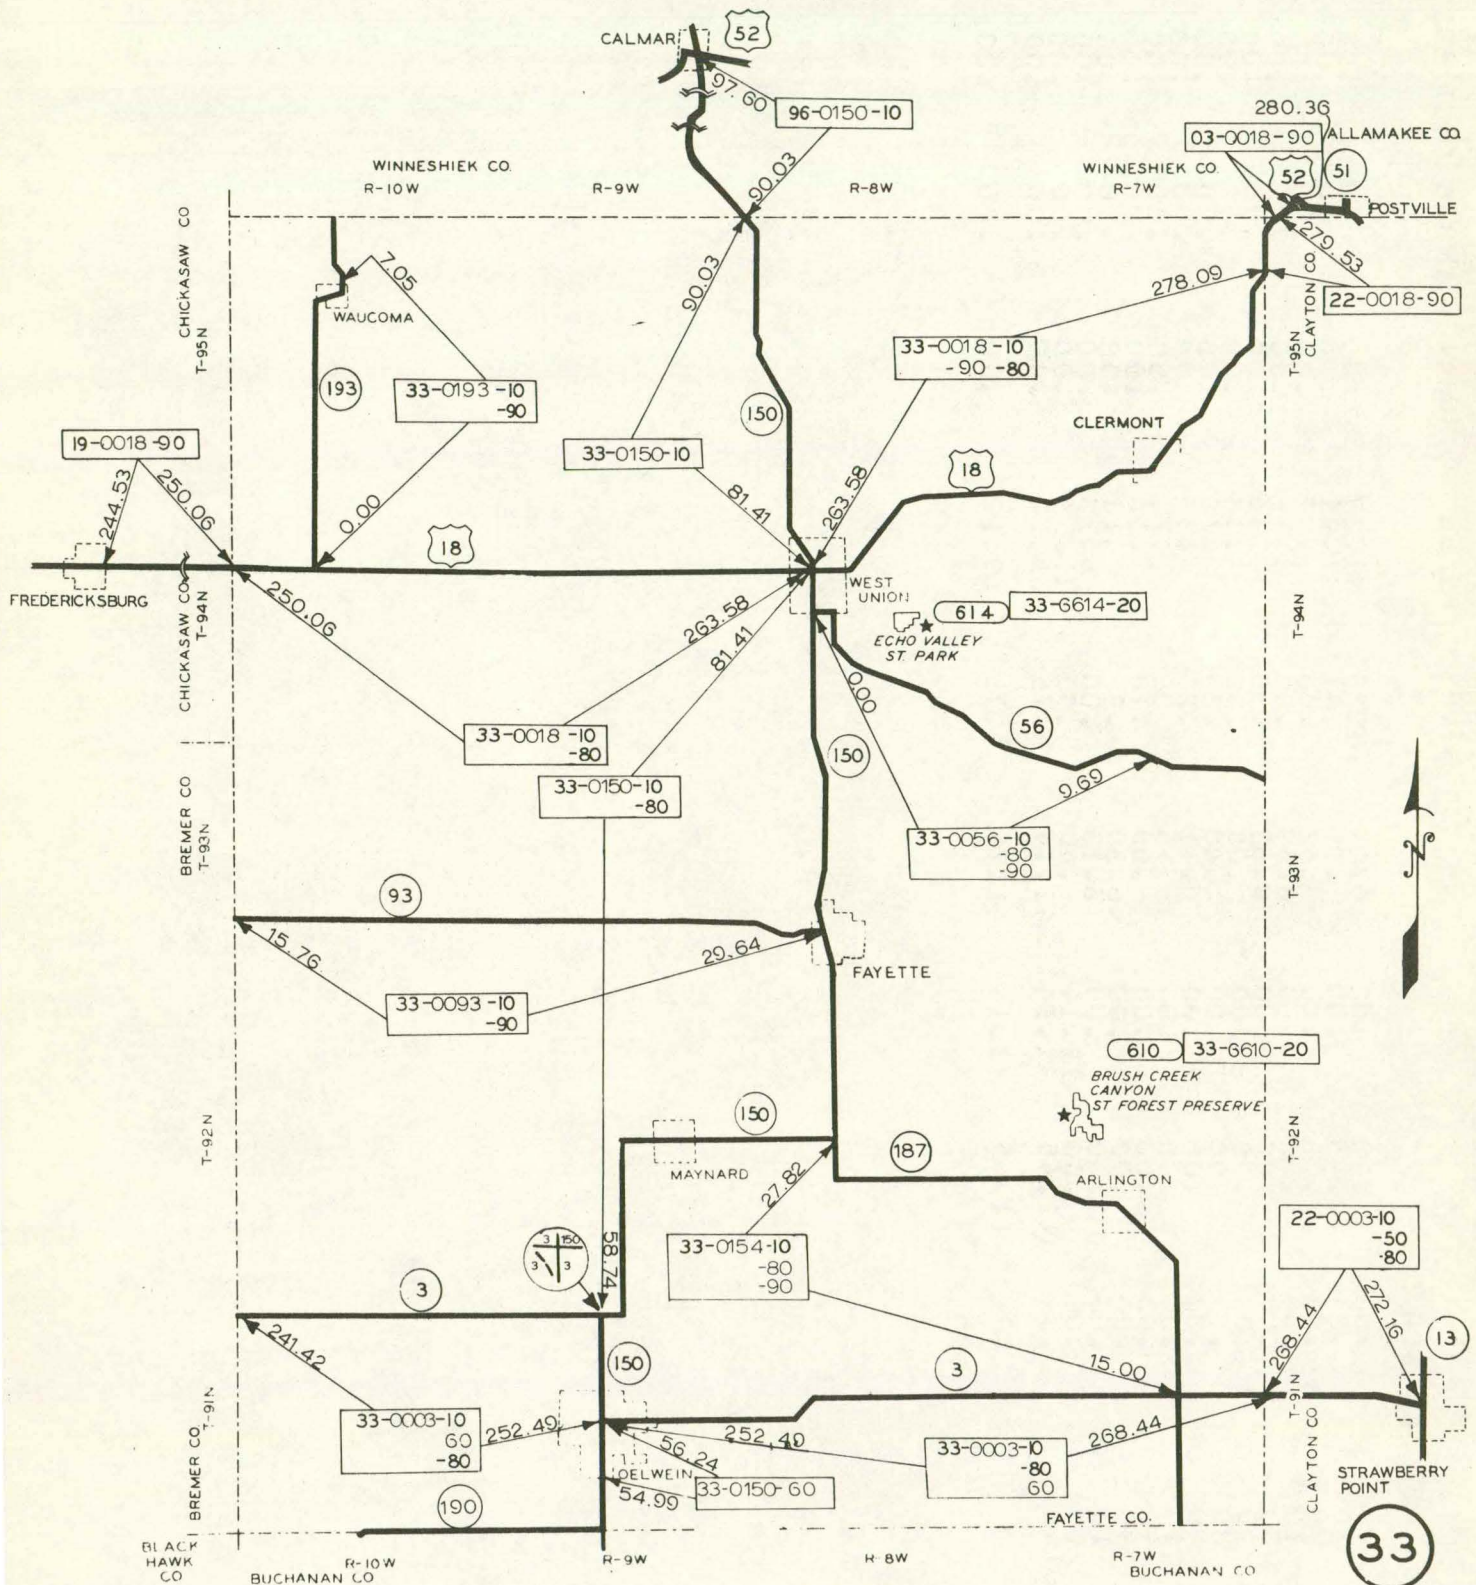 CALMAR
52
97.60
96-0150-10
280.36
03-0018-90
ALLAMAKEE CO.
WINNESHIEK CO.
R-10W
R-9W
90.03
R-8W
WINNESHIEK CO.
R-7W
52
51
POSTVILLE
CHICKASAW CO
T-95N
7.05
WAUCOMA
90.03
278.09
279.53
CLAYTON CO.
T-95N
22-0018-90
33-0018-10
-90 -80
193
33-0193-10
-90
150
CLERMONT
19-0018-90
244.53
250.06
33-0150-10
0.00
81.41
263.58
18
18
FREDERICKSBURG
CHICKASAW CO
T-94N
250.06
263.58
81.41
WEST
UNION
614
33-6614-20
ECHO VALLEY
ST. PARK
T-94N
0.00
33-0018-10
-80
56
33-0150-10
-80
150
9.69
BREMER CO
T-93N
33-0056-10
-80
-90
T-93N
N
93
15.76
29.64
FAYETTE
33-0093-10
-90
610
33-6610-20
BRUSH CREEK
CANYON
ST FOREST PRESERVE
T-92N
150
MAYNARD
187
T-92N
ARLINGTON
27.82
3 150
3 3
58.74
33-0154-10
-80
-90
22-0003-10
-50
-80
3
241.42
150
15.00
3
268.44
272.16
13
BREMER CO.
T-91N
33-0003-10
60
-80
252.49
252.49
56.24
33-0003-10
-80
60
268.44
T-91N
CLAYTON CO
OELWEIN
33-0150-60
54.99
STRAWBERRY
POINT
190
FAYETTE CO.
BLACK
HAWK
CO
R-10W
BUCHANAN CO
R-9W
R-8W
R-7W
BUCHANAN CO
33